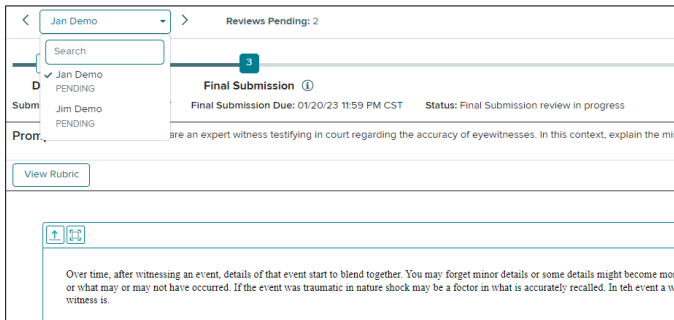 Jan Demo
Reviews Pending: 2
Search
3
Jan Demo
PENDING
D
Final Submission
Jim Demo
PENDING
Subm
Final Submission Due: 01/20/23 11:59 PM CST
Status: Final Submission review in progress
Prom
are an expert witness testifying in court regarding the accuracy of eyewitnesses. In this context, explain the mi
View Rubric
Over time, after witnessing an event, details of that event start to blend together. You may forget minor details or some details might become mo
or what may or may not have occurred. If the event was traumatic in nature shock may be a foctor in what is accurately recalled. In teh event a w
witness is.